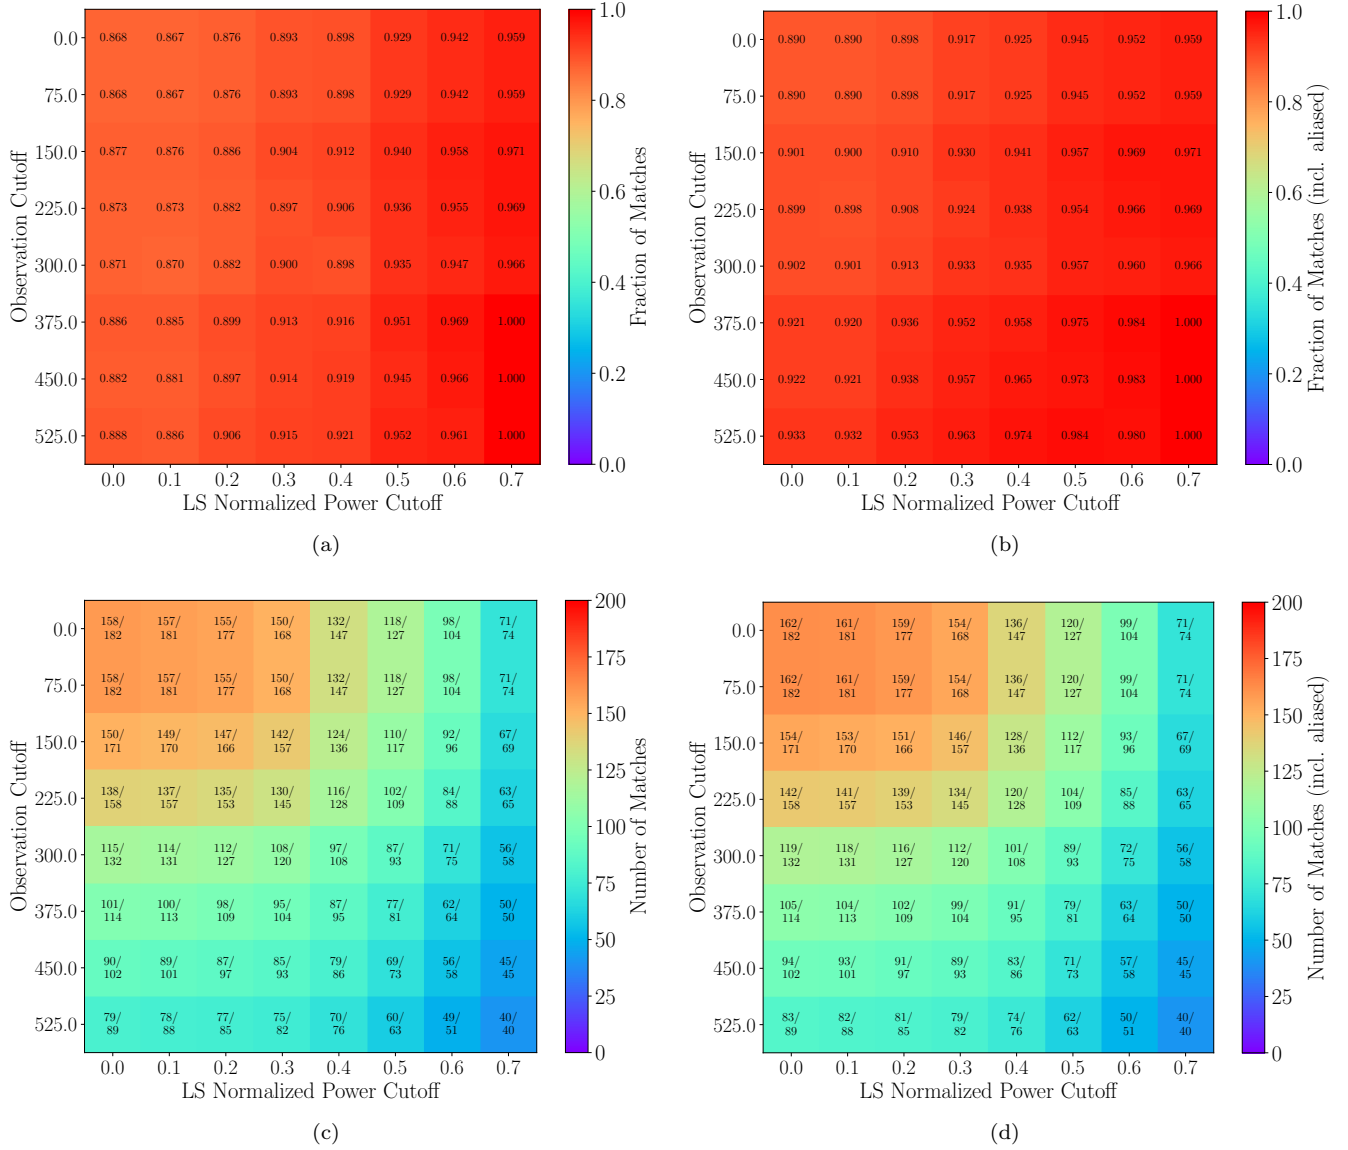 0.0 0.868 0.867 0.876 0.893 0.898 0.929 0.942 0.959
75.0 0.868 0.867 0.876 0.893 0.898 0.929 0.942 0.959
150.0 0.877 0.876 0.886 0.904 0.912 0.940 0.958 0.971
225.0 0.873 0.873 0.882 0.897 0.906 0.936 0.955 0.969
300.0 0.871 0.870 0.882 0.900 0.898 0.935 0.947 0.966
375.0 0.886 0.885 0.899 0.913 0.916 0.951 0.969 1.000
450.0 0.882 0.881 0.897 0.914 0.919 0.945 0.966 1.000
525.0 0.888 0.886 0.906 0.915 0.921 0.952 0.961 1.000
0.0 0.1 0.2 0.3 0.4 0.5 0.6 0.7
LS Normalized Power Cutoff
Observation Cutoff
1.0
0.8
0.6
0.4
0.2
0.0
Fraction of Matches
(a)
0.0 0.890 0.890 0.898 0.917 0.925 0.945 0.952 0.959
75.0 0.890 0.890 0.898 0.917 0.925 0.945 0.952 0.959
150.0 0.901 0.900 0.910 0.930 0.941 0.957 0.969 0.971
225.0 0.899 0.898 0.908 0.924 0.938 0.954 0.966 0.969
300.0 0.902 0.901 0.913 0.933 0.935 0.957 0.960 0.966
375.0 0.921 0.920 0.936 0.952 0.958 0.975 0.984 1.000
450.0 0.922 0.921 0.938 0.957 0.965 0.973 0.983 1.000
525.0 0.933 0.932 0.953 0.963 0.974 0.984 0.980 1.000
0.0 0.1 0.2 0.3 0.4 0.5 0.6 0.7
LS Normalized Power Cutoff
Observation Cutoff
1.0
0.8
0.6
0.4
0.2
0.0
Fraction of Matches (incl. aliased)
(b)
0.0 158/ 157/ 155/ 150/ 132/ 118/ 98/ 71/
182 181 177 168 147 127 104 74
75.0 158/ 157/ 155/ 150/ 132/ 118/ 98/ 71/
182 181 177 168 147 127 104 74
150.0 150/ 149/ 147/ 142/ 124/ 110/ 92/ 67/
171 170 166 157 136 117 96 69
225.0 138/ 137/ 135/ 130/ 116/ 102/ 84/ 63/
158 157 153 145 128 109 88 65
300.0 115/ 114/ 112/ 108/ 97/ 87/ 71/ 56/
132 131 127 120 108 93 75 58
375.0 101/ 100/ 98/ 95/ 87/ 77/ 62/ 50/
114 113 109 104 95 81 64 50
450.0 90/ 89/ 87/ 85/ 79/ 69/ 56/ 45/
102 101 97 93 86 73 58 45
525.0 79/ 78/ 77/ 75/ 70/ 60/ 49/ 40/
89 88 85 82 76 63 51 40
0.0 0.1 0.2 0.3 0.4 0.5 0.6 0.7
LS Normalized Power Cutoff
Observation Cutoff
200
175
150
125
100
75
50
25
0
Number of Matches
(c)
0.0 162/ 161/ 159/ 154/ 136/ 120/ 99/ 71/
182 181 177 168 147 127 104 74
75.0 162/ 161/ 159/ 154/ 136/ 120/ 99/ 71/
182 181 177 168 147 127 104 74
150.0 154/ 153/ 151/ 146/ 128/ 112/ 93/ 67/
171 170 166 157 136 117 96 69
225.0 142/ 141/ 139/ 134/ 120/ 104/ 85/ 63/
158 157 153 145 128 109 88 65
300.0 119/ 118/ 116/ 112/ 101/ 89/ 72/ 56/
132 131 127 120 108 93 75 58
375.0 105/ 104/ 102/ 99/ 91/ 79/ 63/ 50/
114 113 109 104 95 81 64 50
450.0 94/ 93/ 91/ 89/ 83/ 71/ 57/ 45/
102 101 97 93 86 73 58 45
525.0 83/ 82/ 81/ 79/ 74/ 62/ 50/ 40/
89 88 85 82 76 63 51 40
0.0 0.1 0.2 0.3 0.4 0.5 0.6 0.7
LS Normalized Power Cutoff
Observation Cutoff
200
175
150
125
100
75
50
25
0
Number of Matches (incl. aliased)
(d)